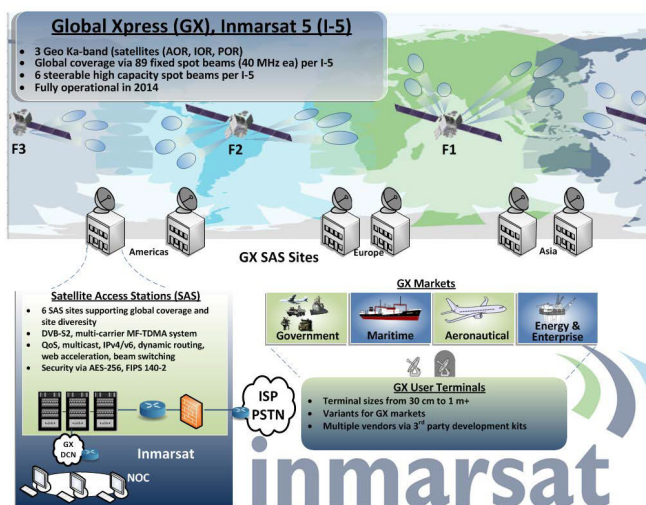 Global Xpress (GX), Inmarsat 5 (I-5)
• 3 Geo Ka-band (satellites (AOR, IOR, POR)
• Global coverage via 89 fixed spot beams (40 MHz ea) per I-5
• 6 steerable high capacity spot beams per I-5
• Fully operational in 2014
F3
F2
F1
Americas
GX SAS Sites
Europe
Asia
Satellite Access Stations (SAS)
• 6 SAS sites supporting global coverage and
site diveresity
• DVB-S2, multi-carrier MF-TDMA system
• QoS, multicast, IPv4/v6, dynamic routing,
web acceleration, beam switching
• Security via AES-256, FIPS 140-2
GX
DCN
Inmarsat
NOC
ISP
PSTN
GX Markets
Government
Maritime
Aeronautical
Energy &
Enterprise
GX User Terminals
• Terminal sizes from 30 cm to 1 m+
• Variants for GX markets
• Multiple vendors via 3rd party development kits
inmarsat